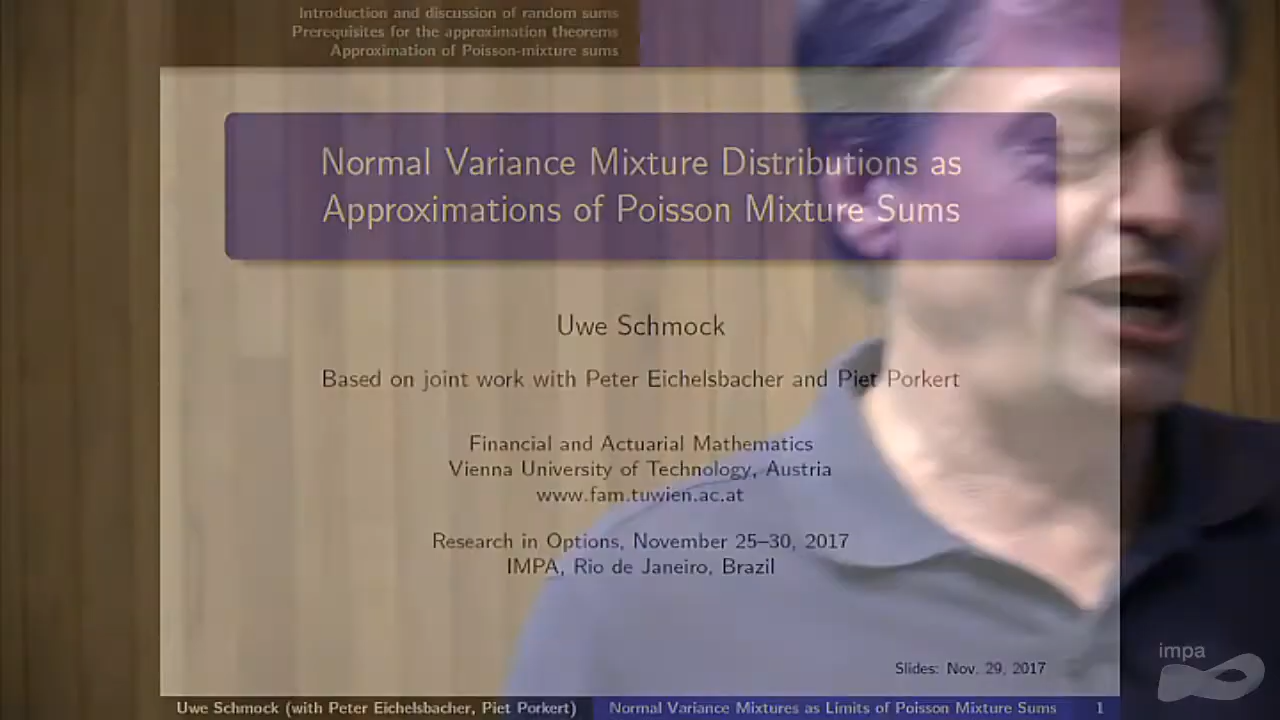 Introduction and discussion of random sums
Prerequisites for the approximation theorems
Approximation of Poisson-mixture sums
Normal Variance Mixture Distributions as
Approximations of Poisson Mixture Sums
Uwe Schmock
Based on joint work with Peter Eichelsbacher and Piet Porkert
Financial and Actuarial Mathematics
Vienna University of Technology, Austria
www.fam.tuwien.ac.at
Research in Options, November 25–30, 2017
IMPA, Rio de Janeiro, Brazil
Slides: Nov. 29, 2017
impa
Uwe Schmock (with Peter Eichelsbacher, Piet Porkert) Normal Variance Mixtures as Limits of Poisson Mixture Sums 1